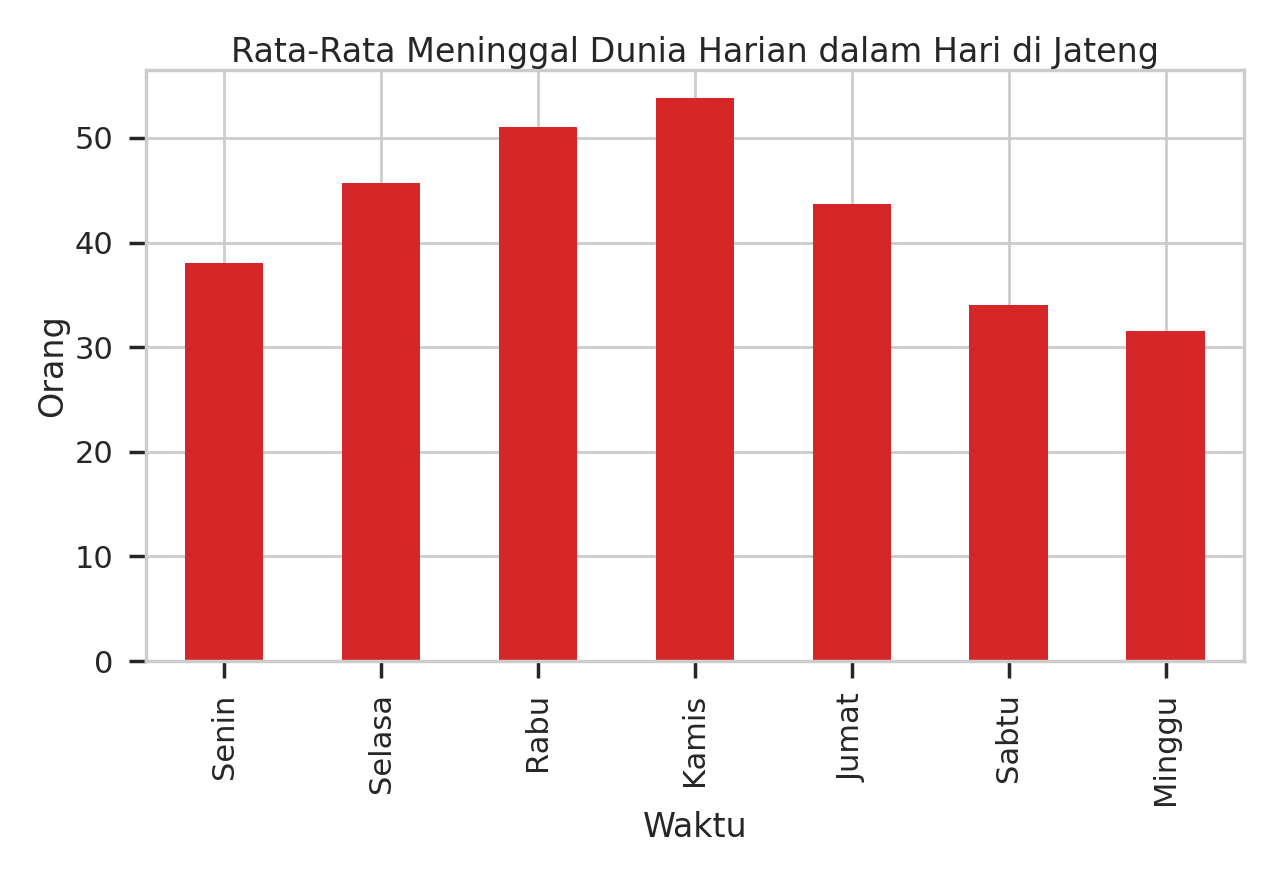 Rata-Rata Meninggal Dunia Harian dalam Hari di Jateng
50
40
30
20
10
0
Orang
Senin
Selasa
Rabu
Kamis
Jumat
Sabtu
Minggu
Waktu